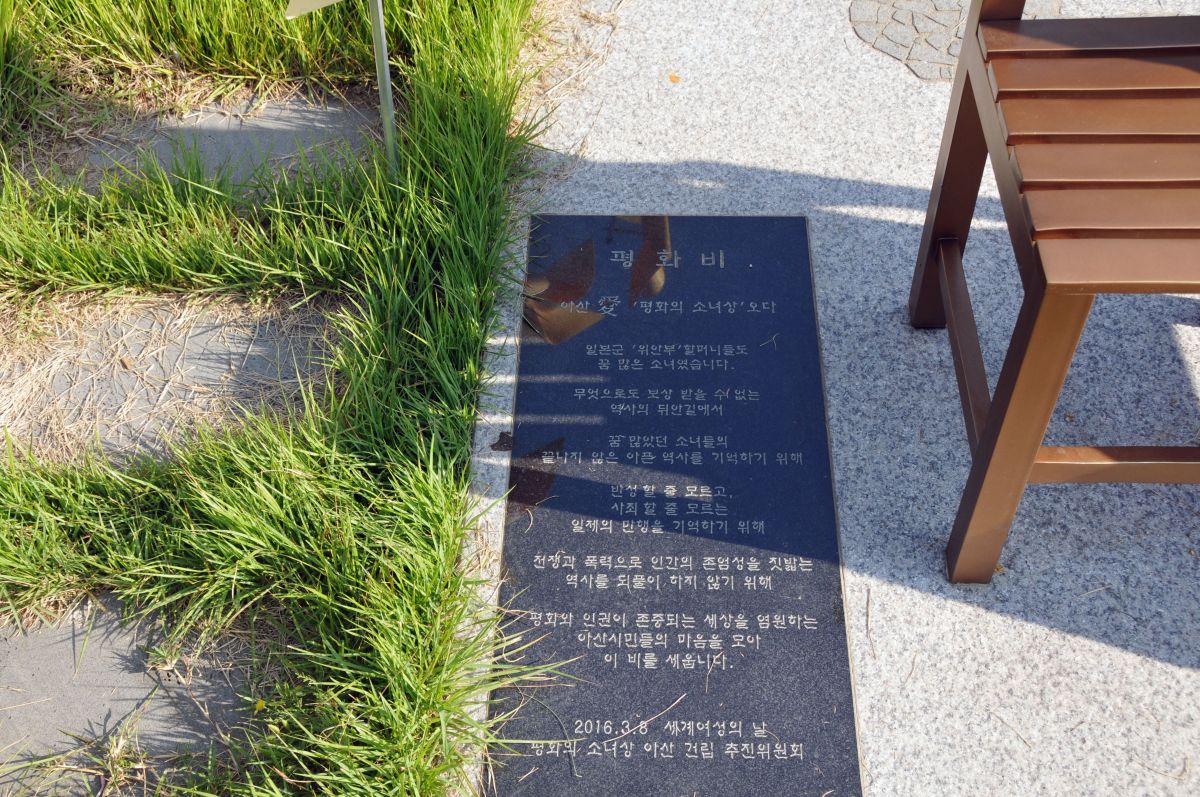 평화비
아산 愛 '평화의 소녀상' 오다
일본군 '위안부' 할머니들도
꿈 많은 소녀였습니다.
무엇으로도 보상 받을 수 없는
역사의 뒤안길에서
꿈 많았던 소녀들의
끝나지 않은 아픈 역사를 기억하기 위해
반성 할 줄 모르고,
사죄 할 줄 모르는
일제의 만행을 기억하기 위해
전쟁과 폭력으로 인간의 존엄성을 짓밟는
역사를 되풀이 하지 않기 위해
평화와 인권이 존중되는 세상을 염원하는
아산시민들의 마음을 모아
이 비를 세웁니다.
2016.3.8 세계여성의 날
평화의 소녀상 아산 건립 추진위원회